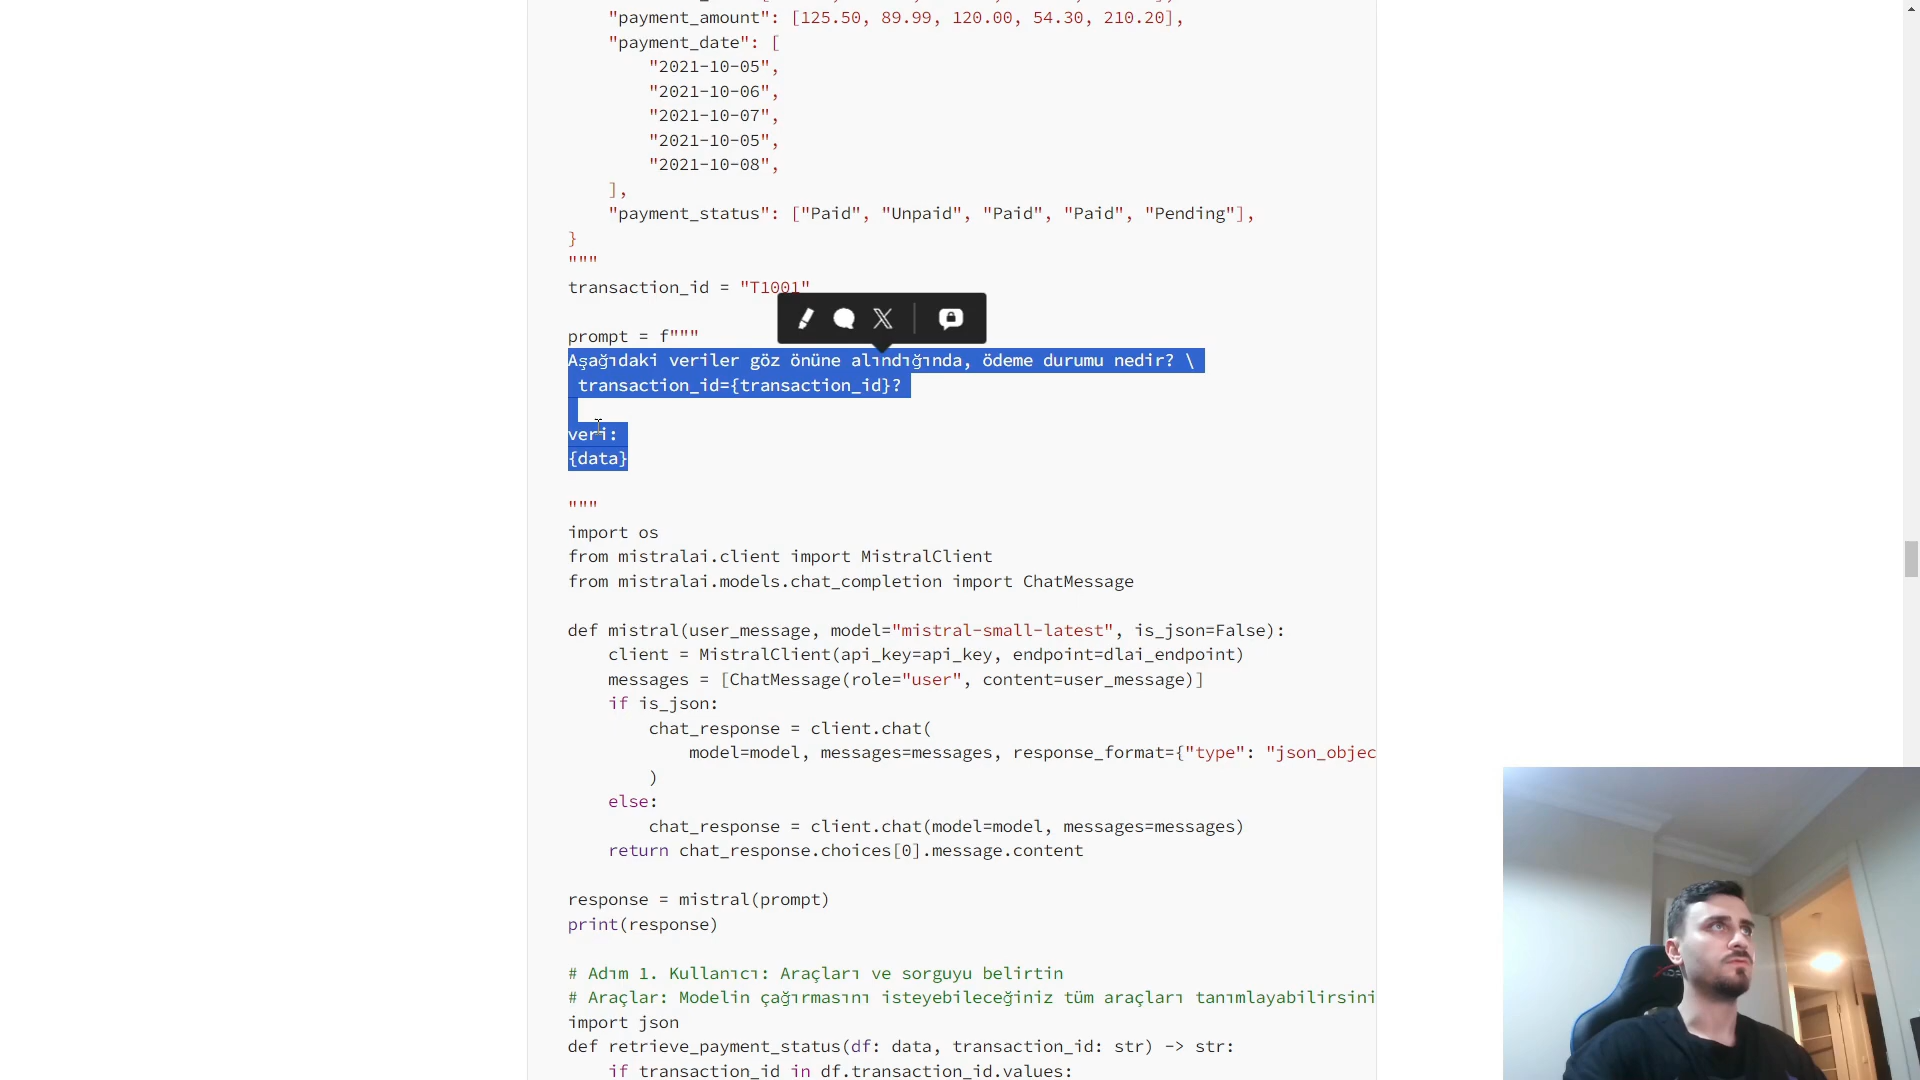 "payment_amount": [125.50, 89.99, 120.00, 54.30, 210.20],
"payment_date": [
"2021-10-05",
"2021-10-06",
"2021-10-07",
"2021-10-05",
"2021-10-08",
],
"payment_status": ["Paid", "Unpaid", "Paid", "Paid", "Pending"],
}
"""
transaction_id = "T1001"
prompt = f"""
Aşağıdaki veriler göz önüne alındığında, ödeme durumu nedir? \
transaction_id={transaction_id}?
veri:
{data}
"""
import os
from mistralai.client import MistralClient
from mistralai.models.chat_completion import ChatMessage
def mistral(user_message, model="mistral-small-latest", is_json=False):
client = MistralClient(api_key=api_key, endpoint=dlai_endpoint)
messages = [ChatMessage(role="user", content=user_message)]
if is_json:
chat_response = client.chat(
model=model, messages=messages, response_format={"type": "json_objec
)
else:
chat_response = client.chat(model=model, messages=messages)
return chat_response.choices[0].message.content
response = mistral(prompt)
print(response)
# Adım 1. Kullanıcı: Araçları ve sorguyu belirtin
# Araçlar: Modelin çağırmasını isteyebileceğiniz tüm araçları tanımlayabilirsini
import json
def retrieve_payment_status(df: data, transaction_id: str) -> str:
if transaction_id in df.transaction_id.values: